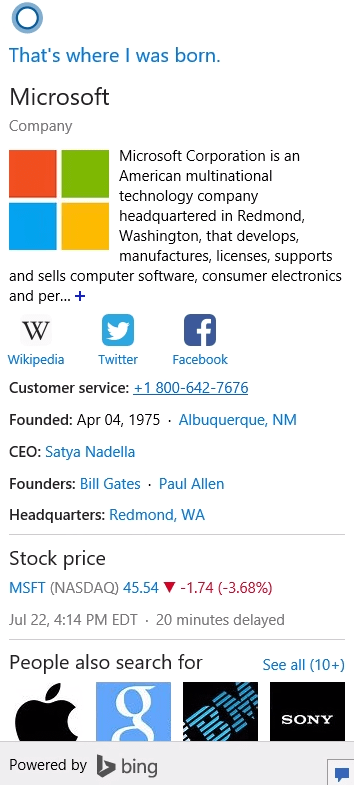 That's where I was born.
Microsoft
Company
Microsoft Corporation is an
American multinational
technology company
headquartered in Redmond,
Washington, that develops,
manufactures, licenses, supports
and sells computer software, consumer electronics
and per... +
W
Wikipedia Twitter Facebook
Customer service: +1 800-642-7676
Founded: Apr 04, 1975 · Albuquerque, NM
CEO: Satya Nadella
Founders: Bill Gates · Paul Allen
Headquarters: Redmond, WA
Stock price
MSFT (NASDAQ) 45.54 ▼ -1.74 (-3.68%)
Jul 22, 4:14 PM EDT · 20 minutes delayed
People also search for See all (10+)
g IBM SONY
Powered by bing